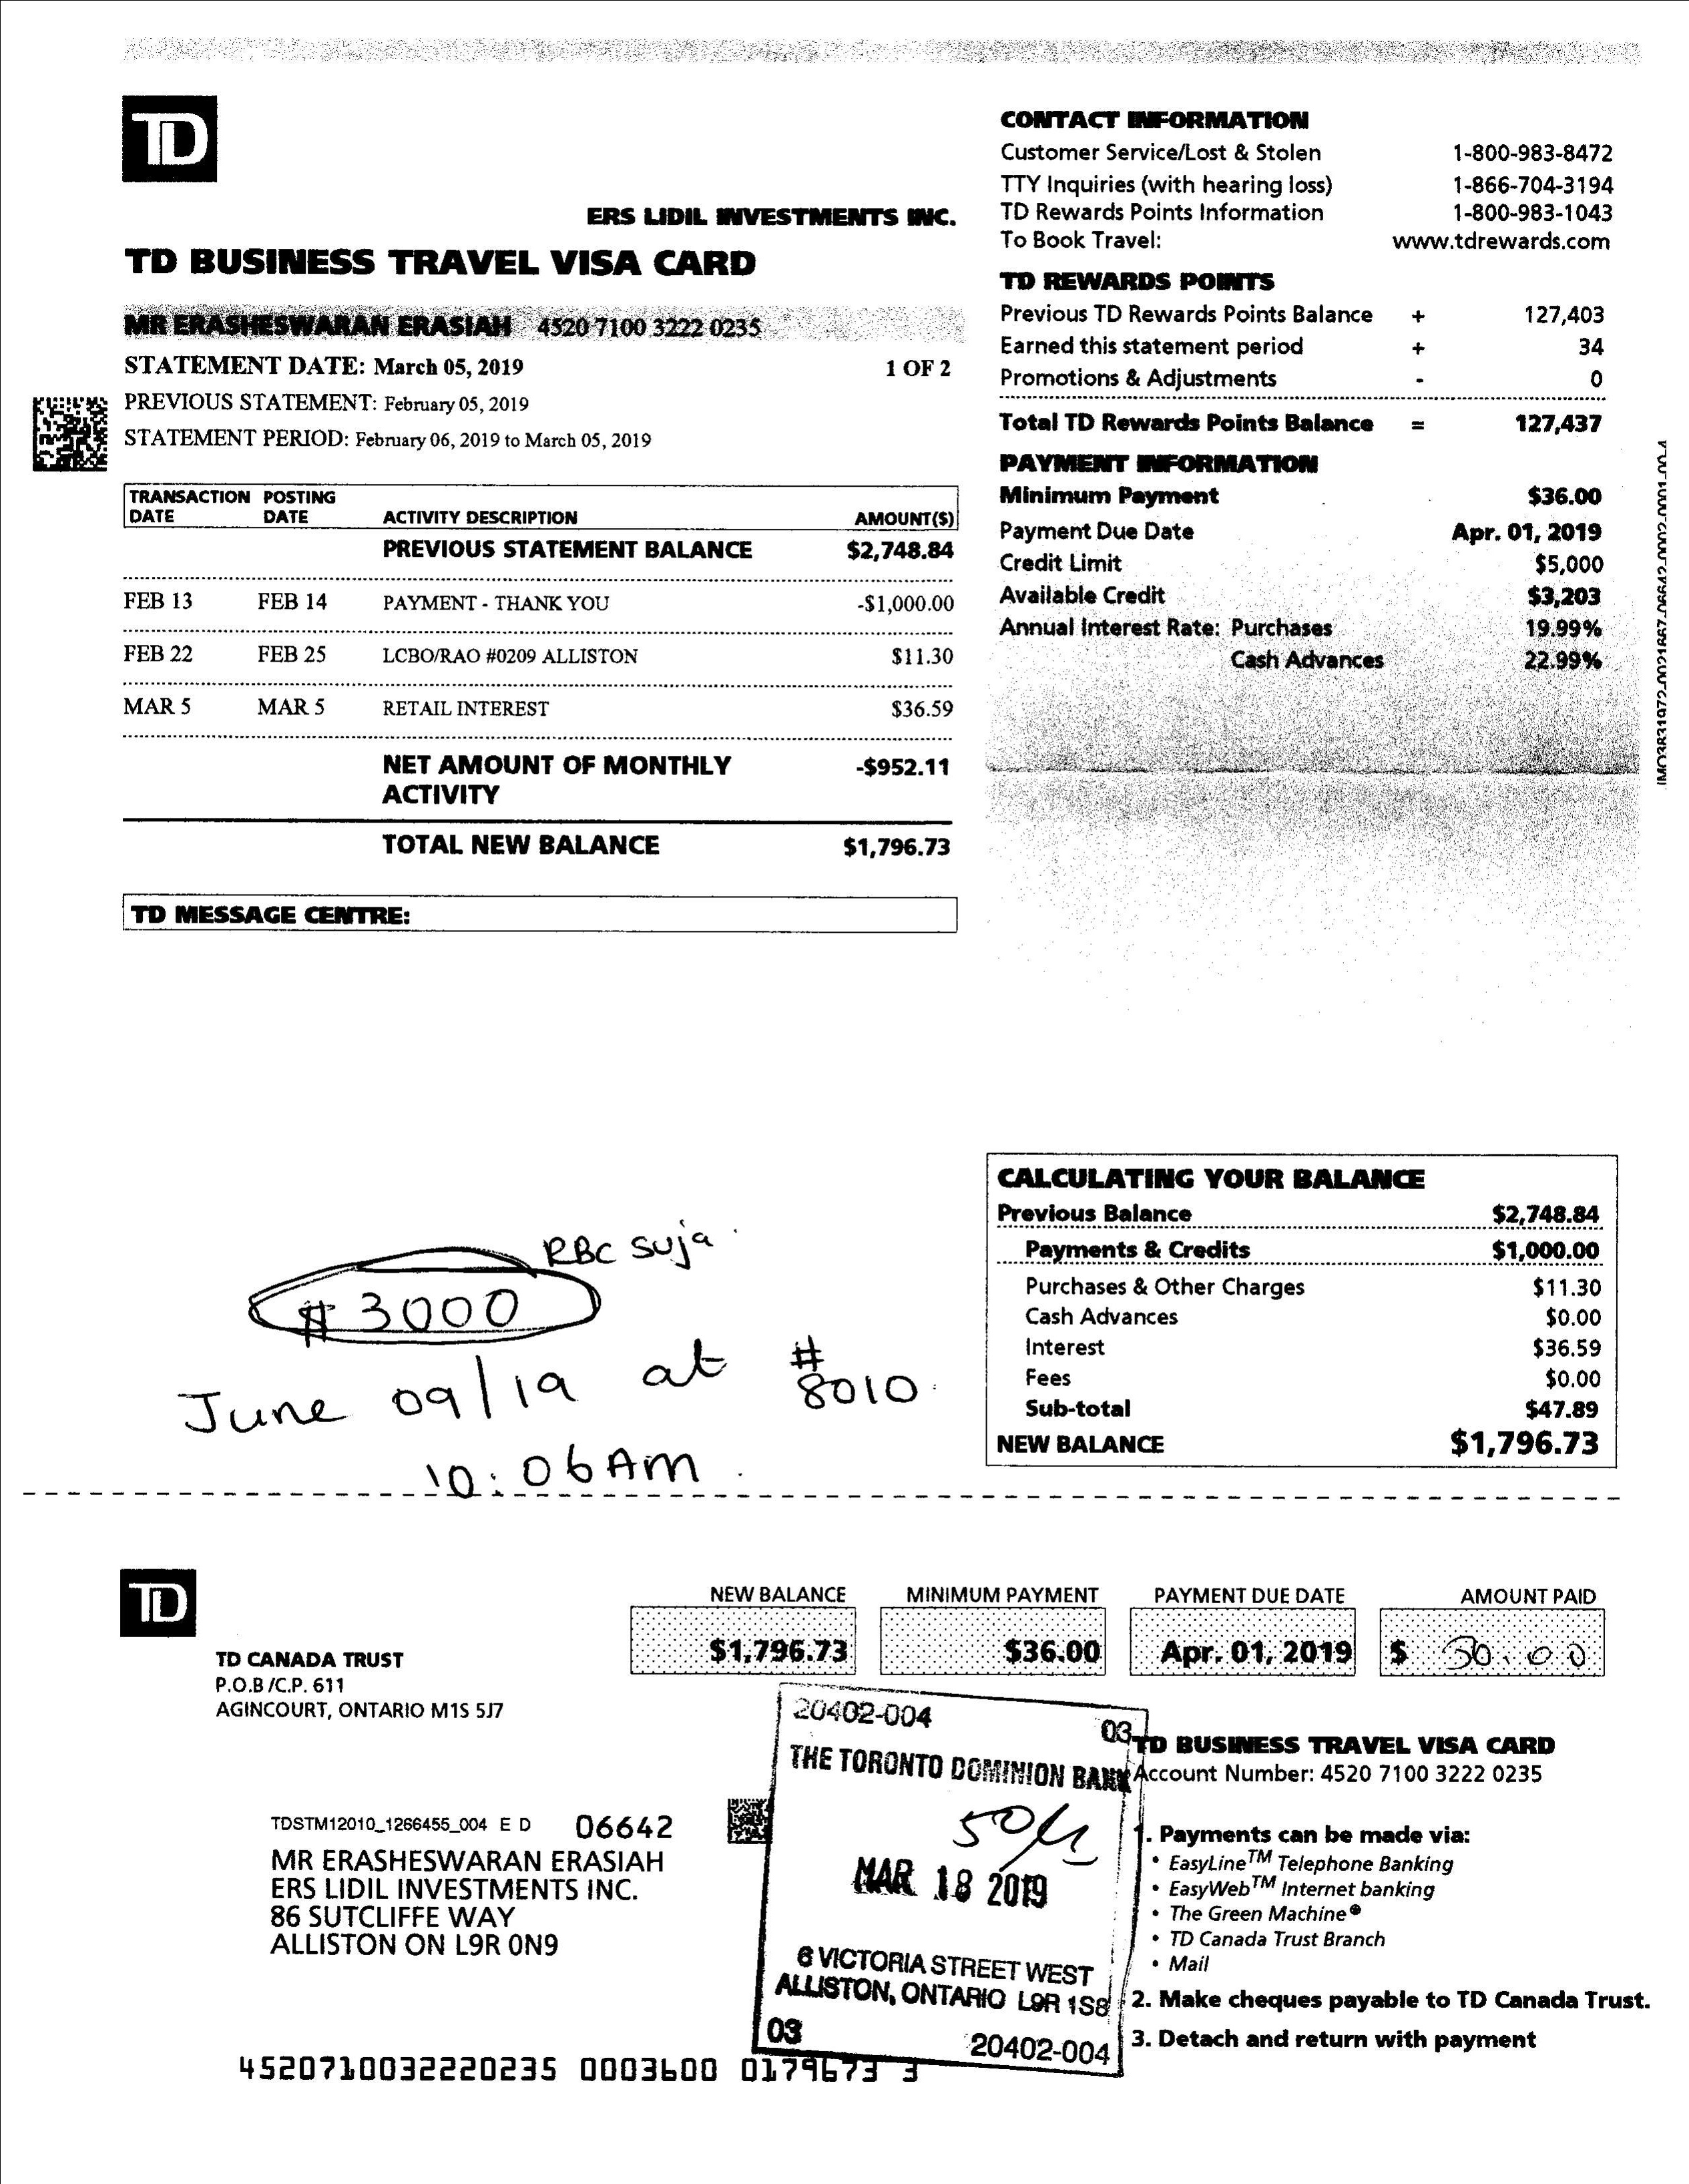 TD
ERS LIDIL INVESTMENTS INC.
TD BUSINESS TRAVEL VISA CARD
MR ERASHESWARAN ERASIAH 4520 7100 3222 0235
STATEMENT DATE: March 05, 2019 1 OF 2
PREVIOUS STATEMENT: February 05, 2019
STATEMENT PERIOD: February 06, 2019 to March 05, 2019
TRANSACTION DATE POSTING DATE ACTIVITY DESCRIPTION AMOUNT($)
PREVIOUS STATEMENT BALANCE $2,748.84
FEB 13 FEB 14 PAYMENT - THANK YOU -$1,000.00
FEB 22 FEB 25 LCBO/RAO #0209 ALLISTON $11.30
MAR 5 MAR 5 RETAIL INTEREST $36.59
NET AMOUNT OF MONTHLY ACTIVITY -$952.11
TOTAL NEW BALANCE $1,796.73
TD MESSAGE CENTRE:
CONTACT INFORMATION
Customer Service/Lost & Stolen 1-800-983-8472
TTY Inquiries (with hearing loss) 1-866-704-3194
TD Rewards Points Information 1-800-983-1043
To Book Travel: www.tdrewards.com
TD REWARDS POINTS
Previous TD Rewards Points Balance + 127,403
Earned this statement period + 34
Promotions & Adjustments - 0
Total TD Rewards Points Balance = 127,437
PAYMENT INFORMATION
Minimum Payment $36.00
Payment Due Date Apr. 01, 2019
Credit Limit $5,000
Available Credit $3,203
Annual Interest Rate: Purchases 19.99%
Cash Advances 22.99%
RBC suja
$3000
June 09/19 at #8010
10:06 Am
CALCULATING YOUR BALANCE
Previous Balance $2,748.84
Payments & Credits $1,000.00
Purchases & Other Charges $11.30
Cash Advances $0.00
Interest $36.59
Fees $0.00
Sub-total $47.89
NEW BALANCE $1,796.73
TD
TD CANADA TRUST
P.O.B /C.P. 611
AGINCOURT, ONTARIO M1S 5J7
NEW BALANCE MINIMUM PAYMENT PAYMENT DUE DATE AMOUNT PAID
$1,796.73 $36.00 Apr. 01, 2019 $ 50.00
20402-004 03
THE TORONTO DOMINION BANK
MAR 18 2019
6 VICTORIA STREET WEST
ALLISTON, ONTARIO L9R 1S8
03 20402-004
TD BUSINESS TRAVEL VISA CARD
Account Number: 4520 7100 3222 0235
1. Payments can be made via:
• EasyLine™ Telephone Banking
• EasyWeb™ Internet banking
• The Green Machine®
• TD Canada Trust Branch
• Mail
2. Make cheques payable to TD Canada Trust.
3. Detach and return with payment
TDSTM12010_1266455_004 E D 06642
MR ERASHESWARAN ERASIAH
ERS LIDIL INVESTMENTS INC.
86 SUTCLIFFE WAY
ALLISTON ON L9R 0N9
4520710032220235 0003600 0179673 3